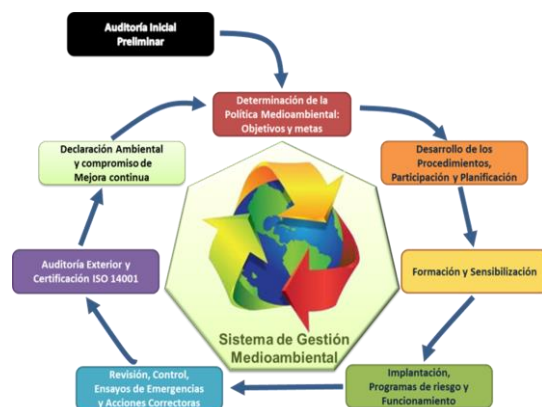 Auditoría Inicial
Preliminar
Determinación de la
Política Medioambiental:
Objetivos y metas
Declaración Ambiental
y compromiso de
Mejora continua
Desarrollo de los
Procedimientos,
Participación y Planificación
Auditoría Exterior y
Certificación ISO 14001
Formación y Sensibilización
Sistema de Gestión
Medioambiental
Revisión, Control,
Ensayos de Emergencias
y Acciones Correctoras
Implantación,
Programas de riesgo y
Funcionamiento